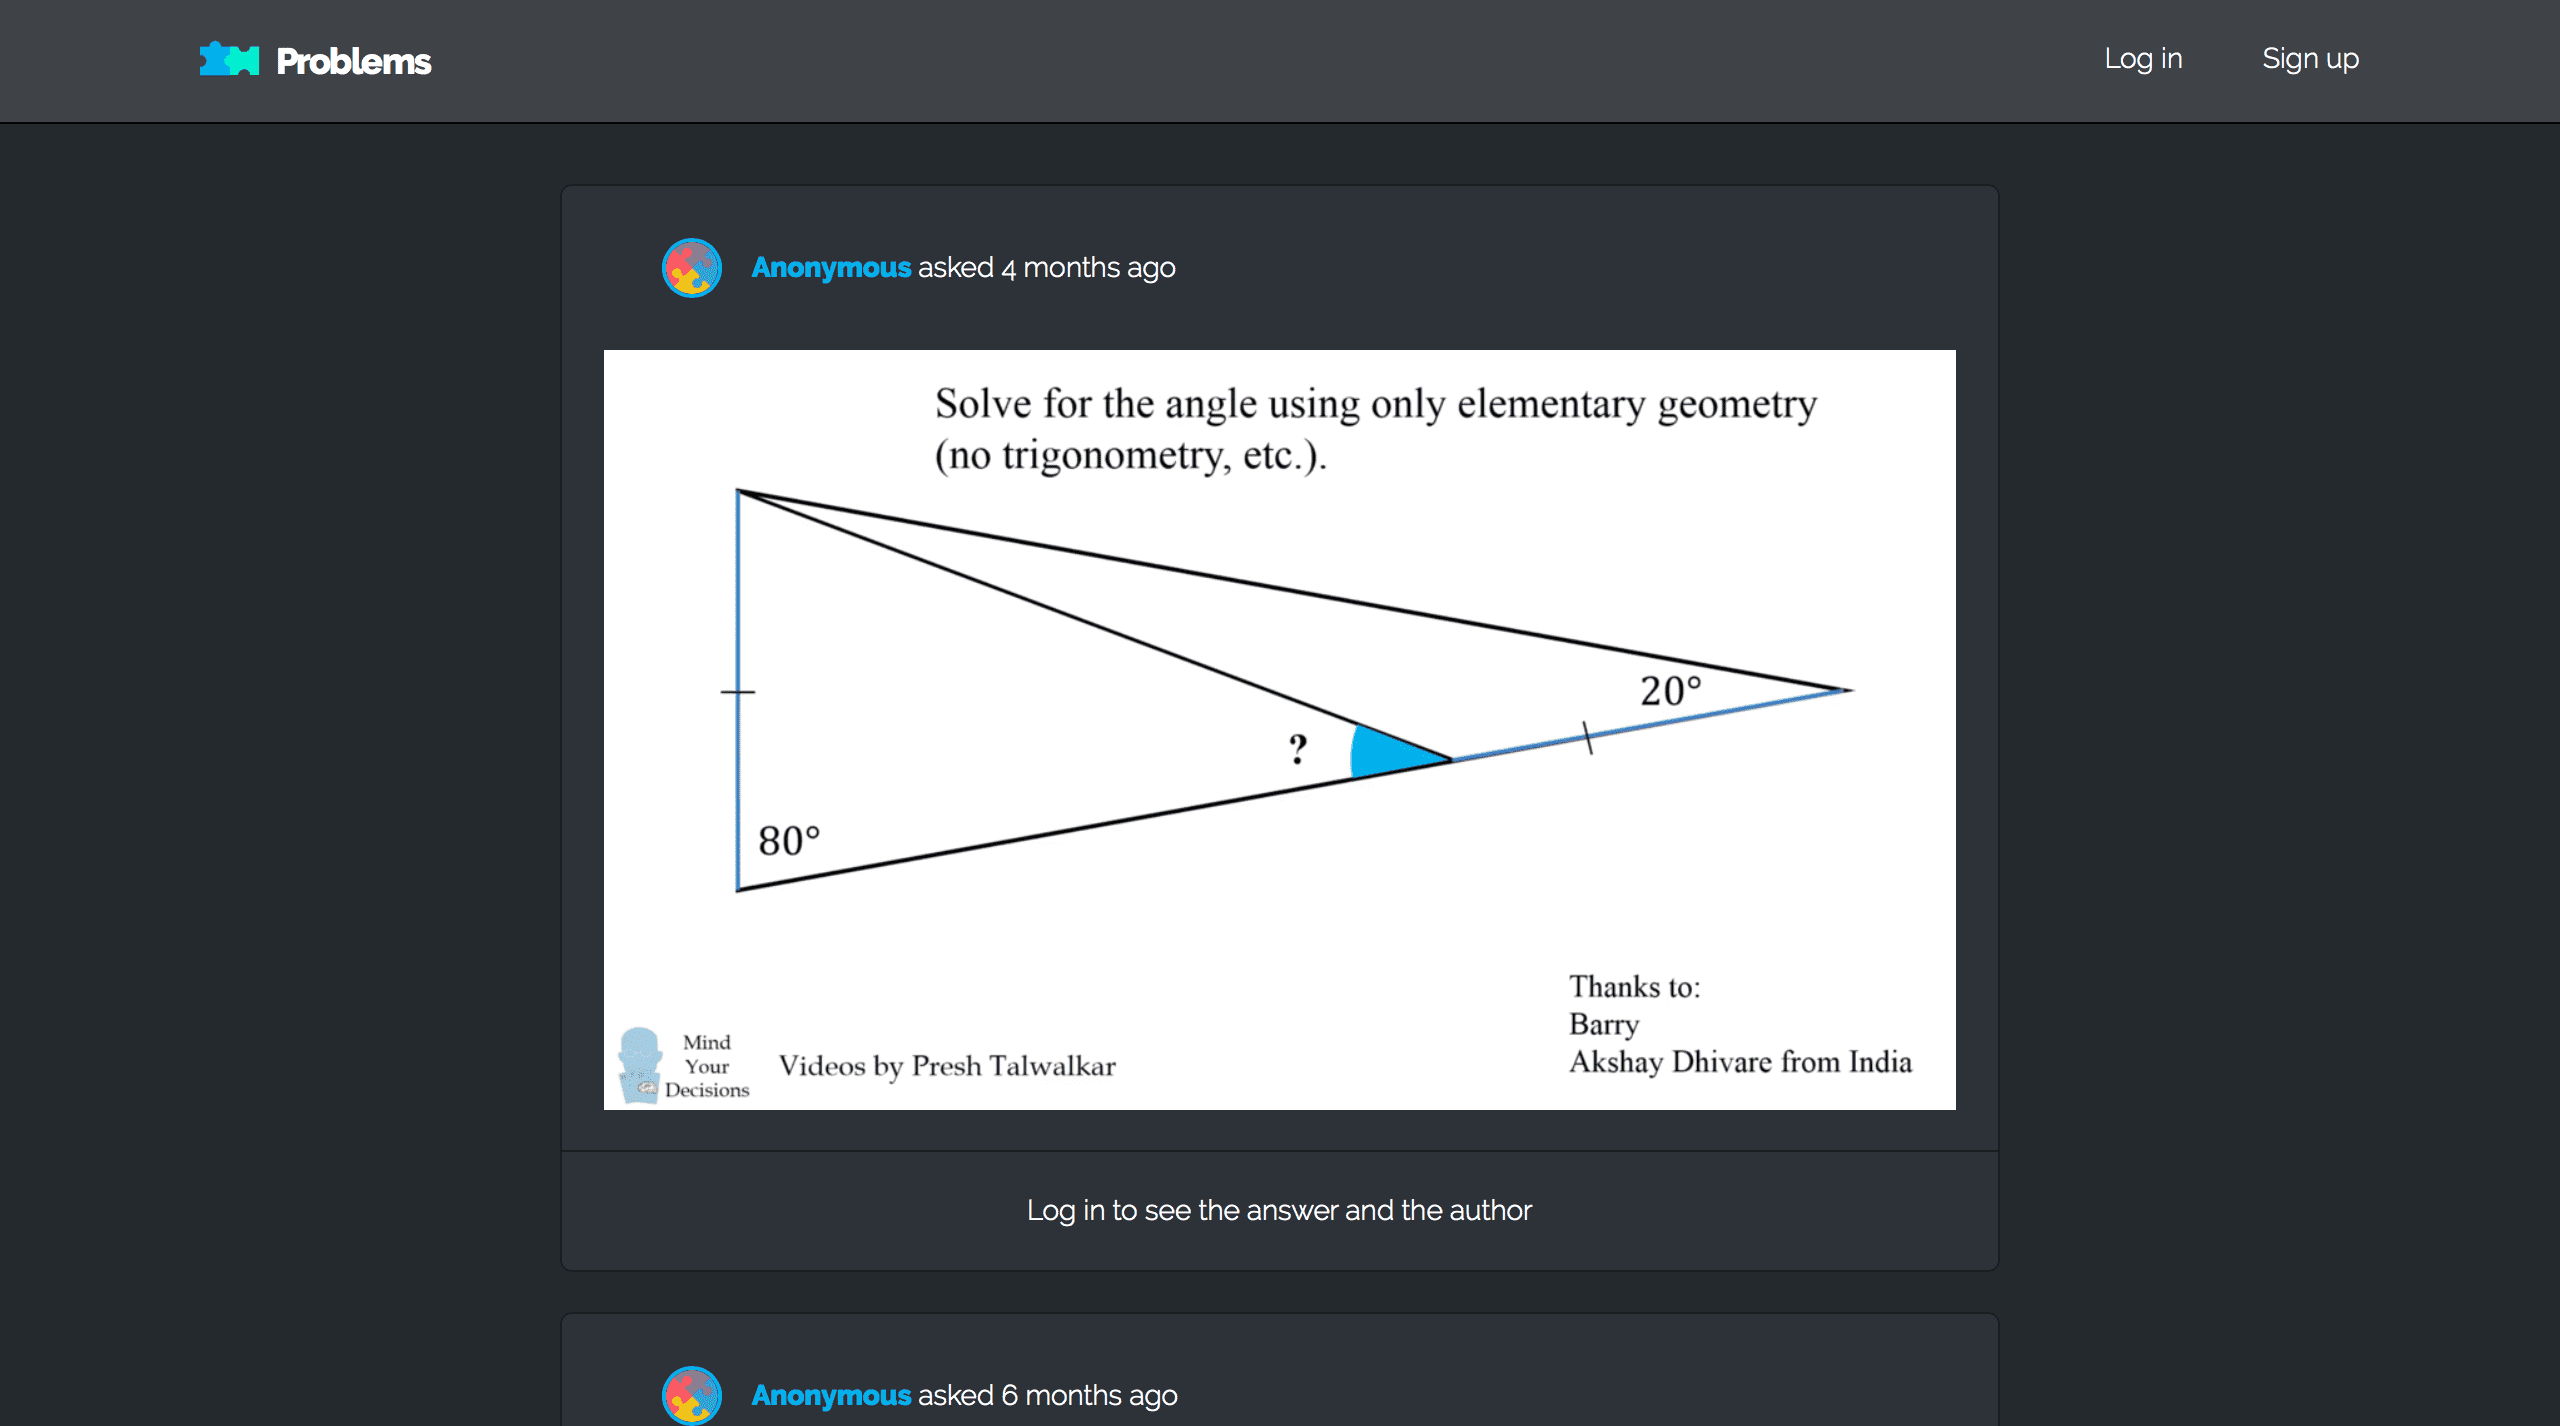 Problems
Log in
Sign up
Anonymous asked 4 months ago
Solve for the angle using only elementary geometry
(no trigonometry, etc.).
20°
?
80°
Thanks to:
Barry
Akshay Dhivare from India
Mind
Your
Decisions
Videos by Presh Talwalkar
Log in to see the answer and the author
Anonymous asked 6 months ago